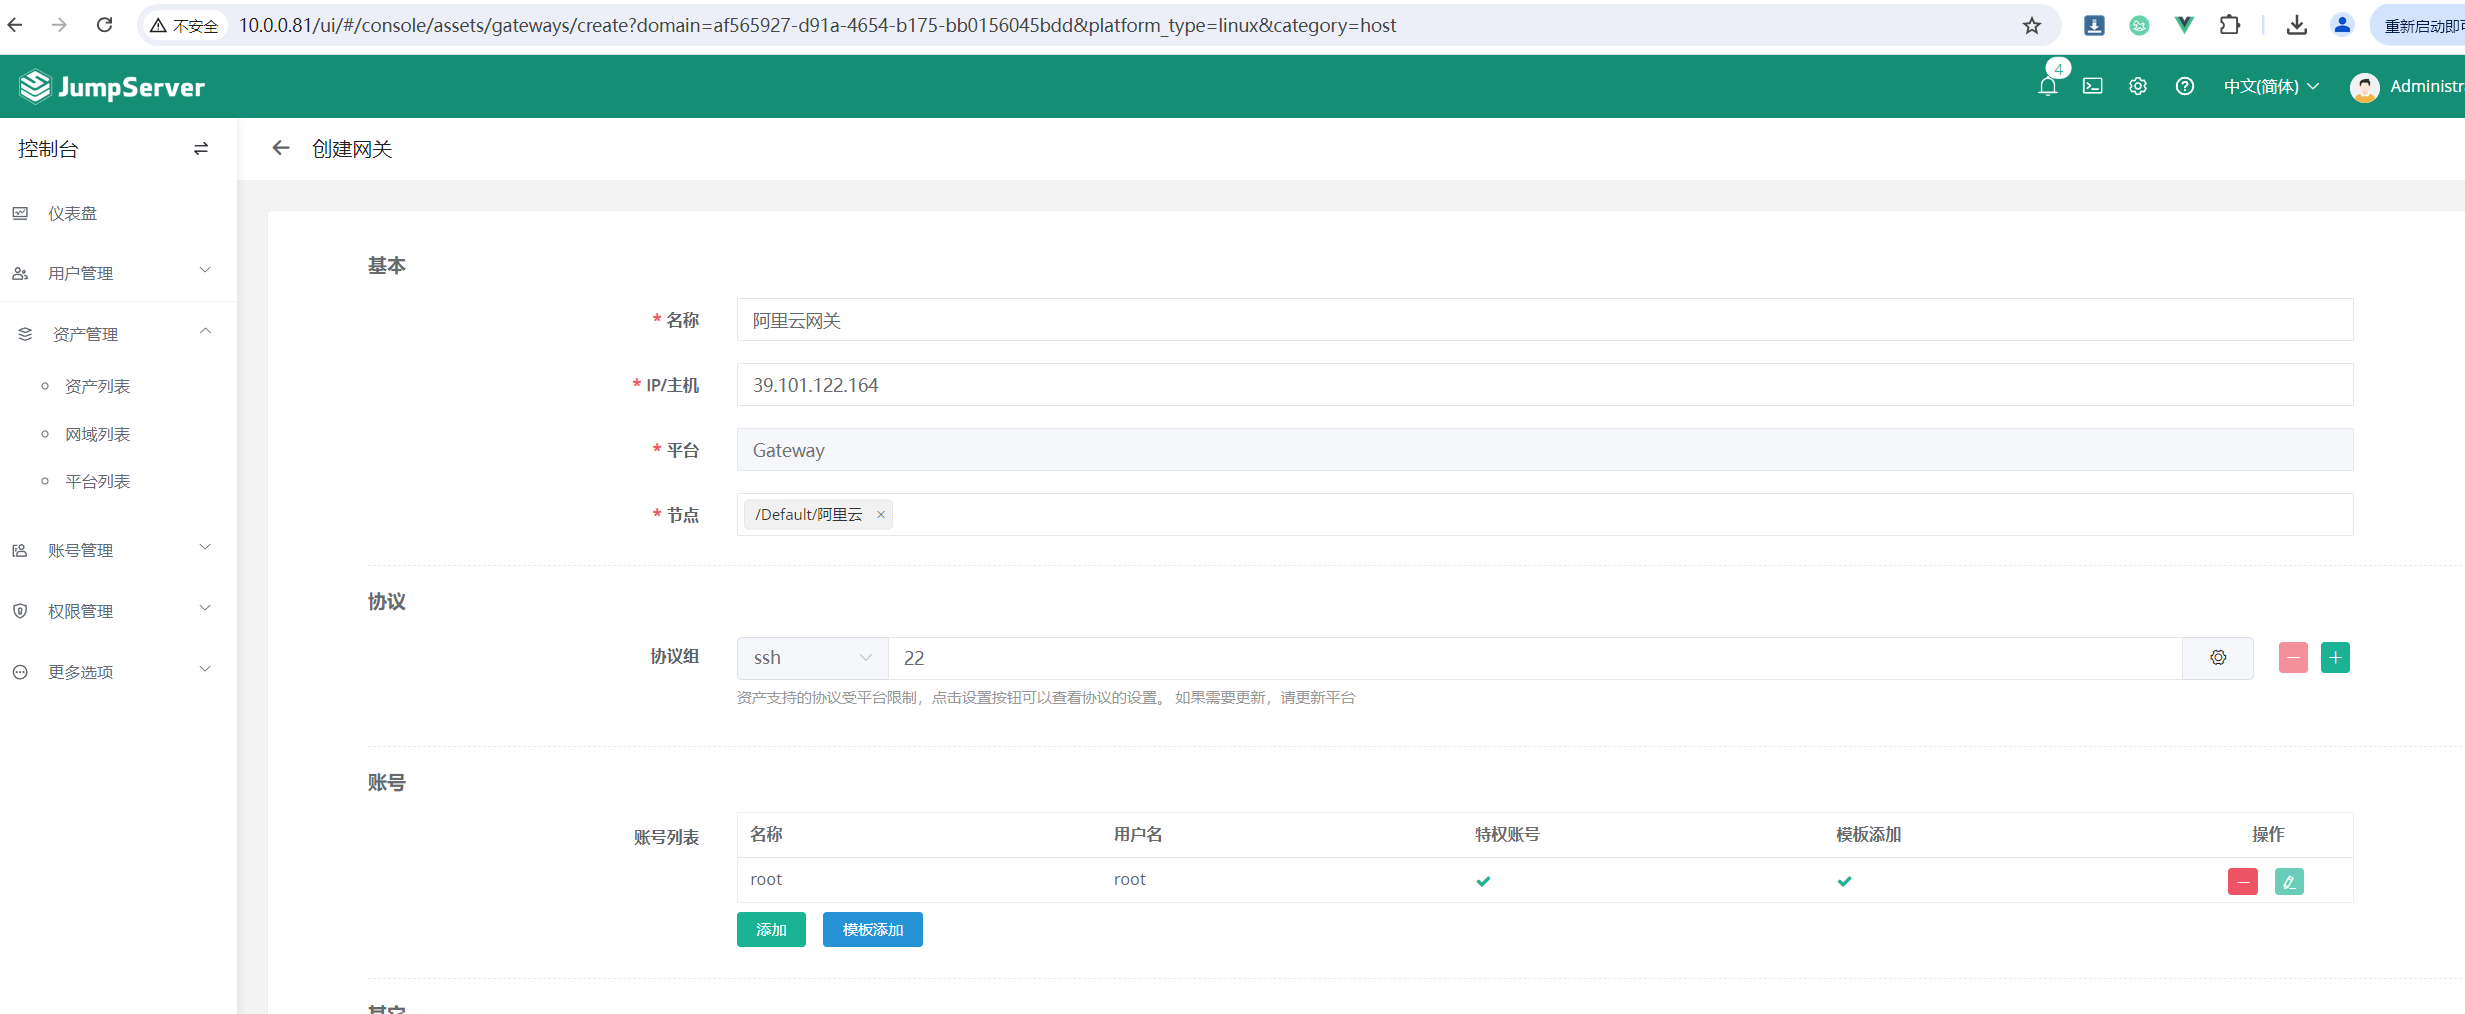 不安全 10.0.0.81/ui/#/console/assets/gateways/create?domain=af565927-d91a-4654-b175-bb0156045bdd&platform_type=linux&category=host
重新启动即
JumpServer
4
中文(简体)
Administr
控制台
创建网关
仪表盘
用户管理
资产管理
资产列表
网域列表
平台列表
账号管理
权限管理
更多选项
基本
* 名称 阿里云网关
* IP/主机 39.101.122.164
* 平台 Gateway
* 节点 /Default/阿里云 ×
协议
协议组 ssh 22
资产支持的协议受平台限制，点击设置按钮可以查看协议的设置。 如果需要更新，请更新平台
账号
账号列表 名称 用户名 特权账号 模板添加 操作
root root
添加 模板添加